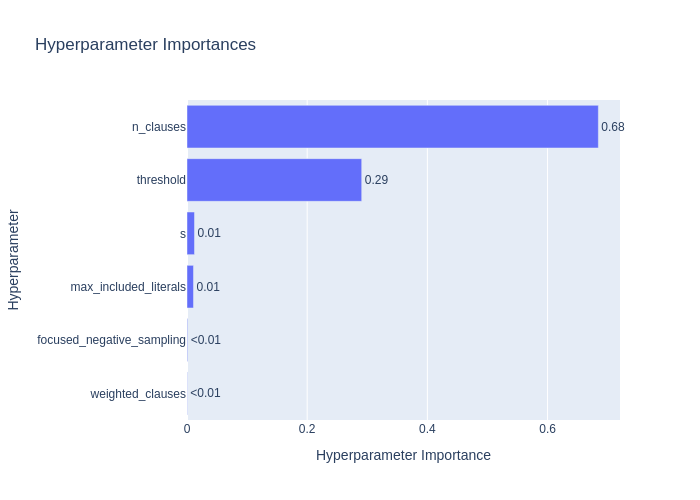 Hyperparameter Importances
n_clauses 0.68
threshold 0.29
s 0.01
max_included_literals 0.01
focused_negative_sampling <0.01
weighted_clauses <0.01
0 0.2 0.4 0.6
Hyperparameter Importance
Hyperparameter